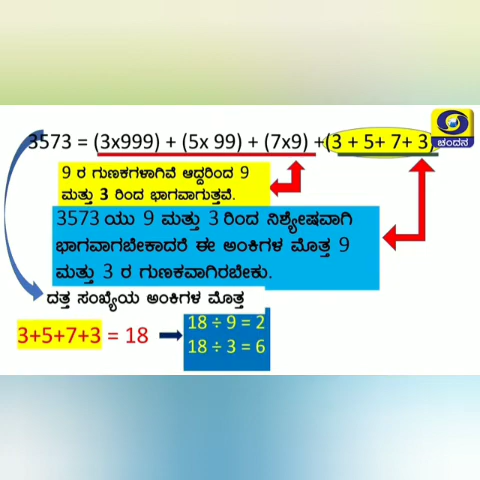 ಚಂದನ
3573 = (3x999) + (5x 99) + (7x9) +(3 + 5+ 7+ 3)
9 ರ ಗುಣಕಗಳಾಗಿವೆ ಆದ್ದರಿಂದ 9
ಮತ್ತು 3 ರಿಂದ ಭಾಗವಾಗುತ್ತವೆ.
3573 ಯು 9 ಮತ್ತು 3 ರಿಂದ ನಿಶ್ಯೇಷವಾಗಿ
ಭಾಗವಾಗಬೇಕಾದರೆ ಈ ಅಂಕಿಗಳ ಮೊತ್ತ 9
ಮತ್ತು 3 ರ ಗುಣಕವಾಗಿರಬೇಕು.
ದತ್ತ ಸಂಖ್ಯೆಯ ಅಂಕಿಗಳ ಮೊತ್ತ
3+5+7+3 = 18
18 ÷ 9 = 2
18 ÷ 3 = 6